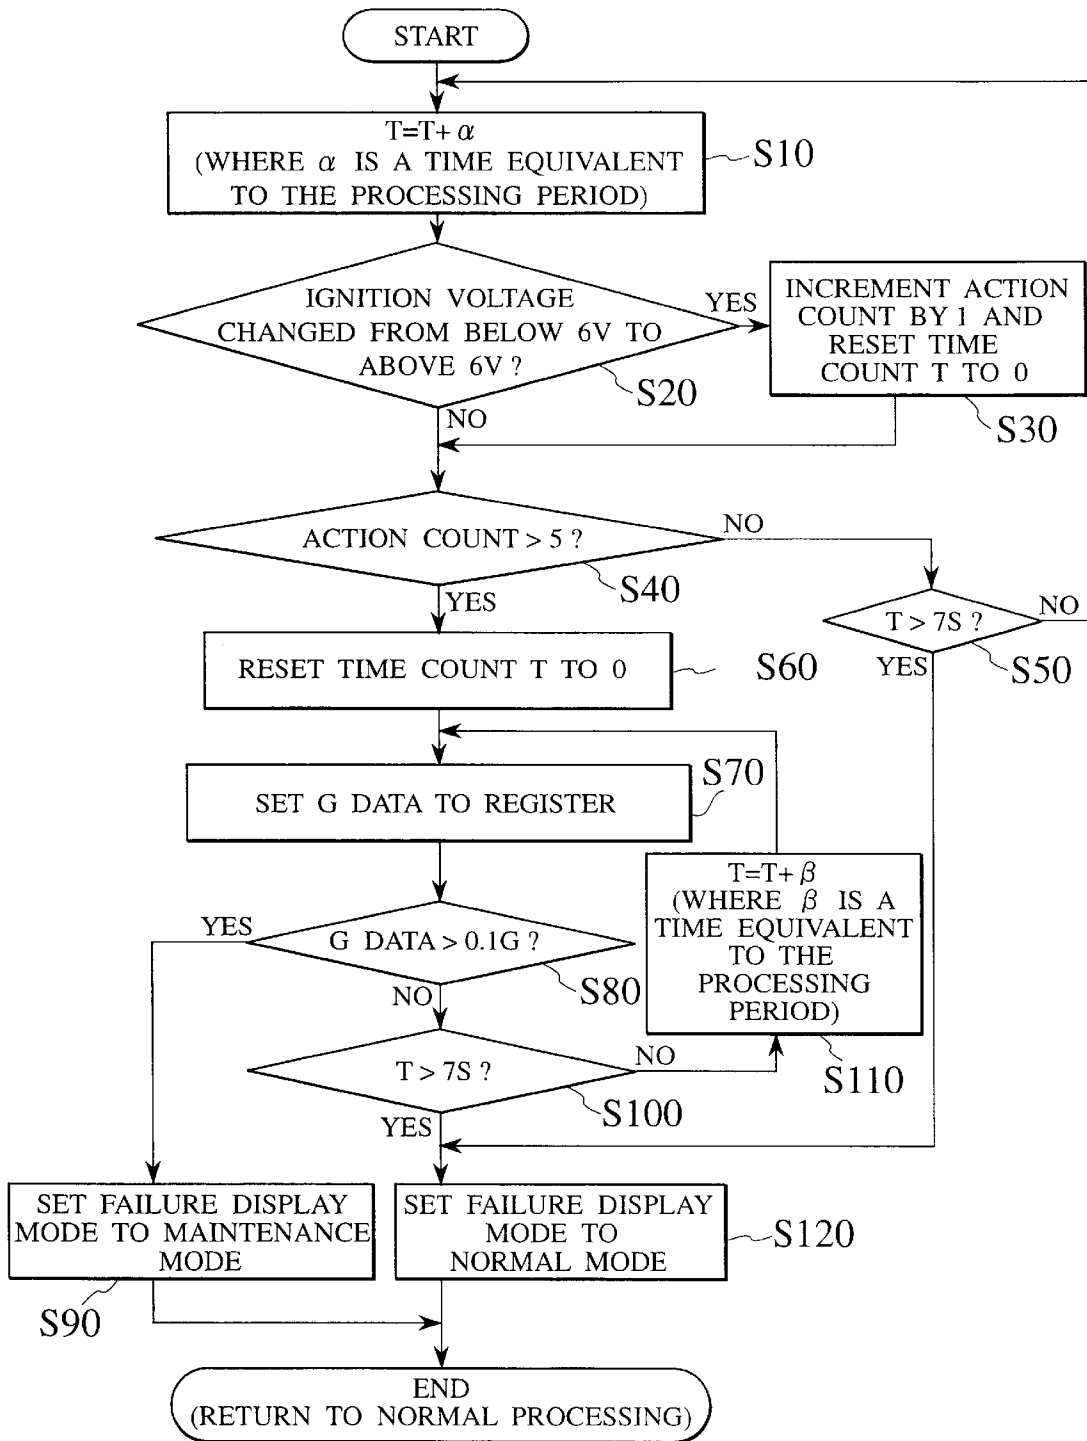 START
T=T+ α
(WHERE α IS A TIME EQUIVALENT
TO THE PROCESSING PERIOD)
S10
IGNITION VOLTAGE
CHANGED FROM BELOW 6V TO
ABOVE 6V ?
S20
YES
NO
INCREMENT ACTION
COUNT BY 1 AND
RESET TIME
COUNT T TO 0
S30
ACTION COUNT > 5 ?
S40
NO
YES
T > 7S ?
S50
NO
YES
RESET TIME COUNT T TO 0
S60
SET G DATA TO REGISTER
S70
G DATA > 0.1G ?
S80
YES
NO
T=T+ β
(WHERE β IS A
TIME EQUIVALENT
TO THE
PROCESSING
PERIOD)
S110
T > 7S ?
S100
NO
YES
SET FAILURE DISPLAY
MODE TO MAINTENANCE
MODE
S90
SET FAILURE DISPLAY
MODE TO
NORMAL MODE
S120
END
(RETURN TO NORMAL PROCESSING)